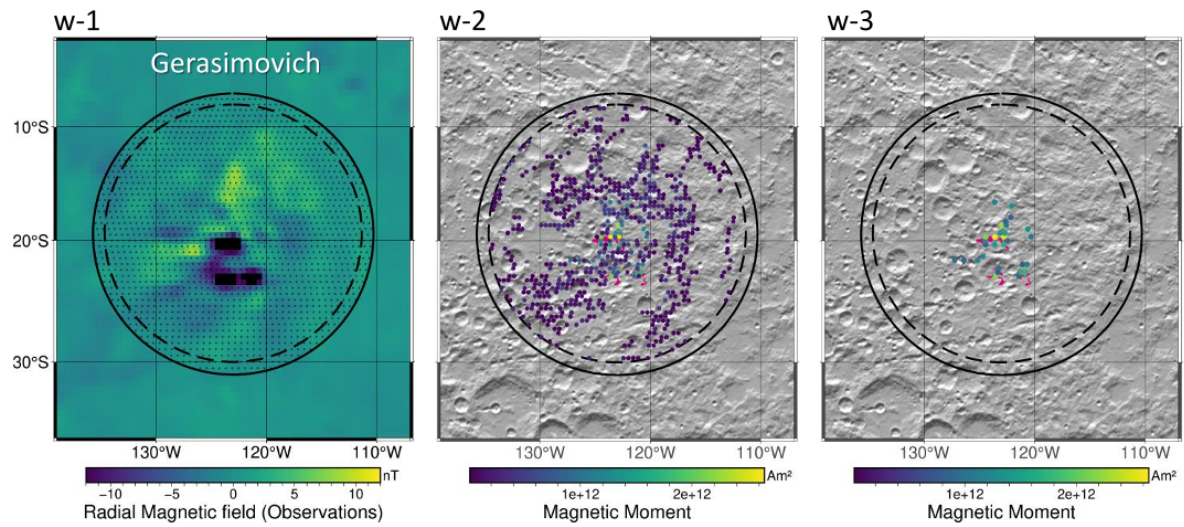 w-1
Gerasimovich
10°S
20°S
30°S
130°W 120°W 110°W
−10 −5 0 5 10
nT
Radial Magnetic field (Observations)
w-2
130°W 120°W 110°W
1e+12 2e+12
Am²
Magnetic Moment
w-3
130°W 120°W 110°W
1e+12 2e+12
Am²
Magnetic Moment